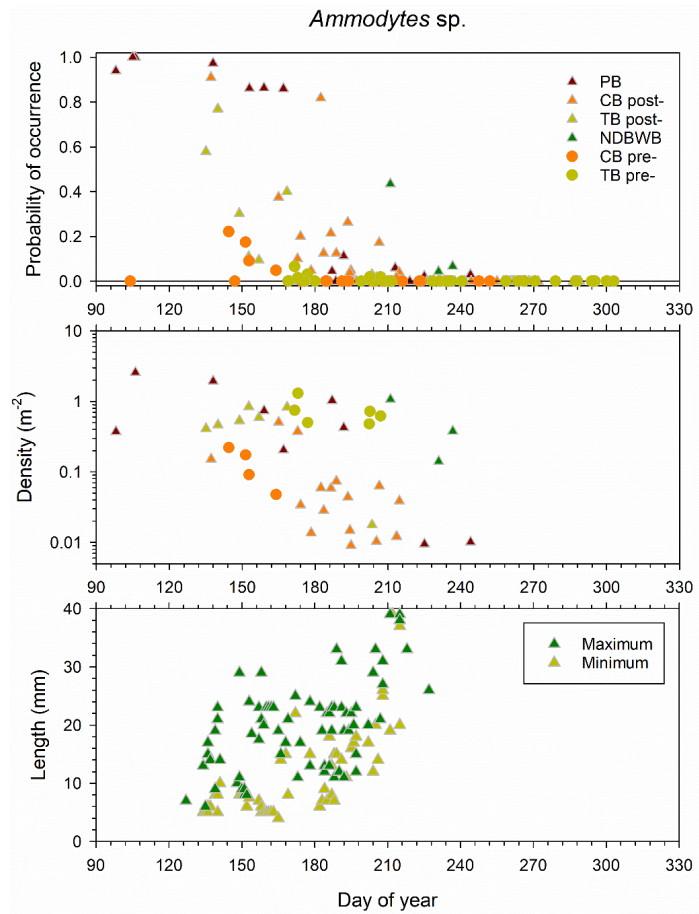 Ammodytes sp.
Probability of occurrence
1.0
0.8
0.6
0.4
0.2
0.0
PB
CB post-
TB post-
NDBWB
CB pre-
TB pre-
90 120 150 180 210 240 270 300 330
Density (m-2)
10
1
0.1
0.01
90 120 150 180 210 240 270 300 330
Length (mm)
40
30
20
10
0
Maximum
Minimum
90 120 150 180 210 240 270 300 330
Day of year